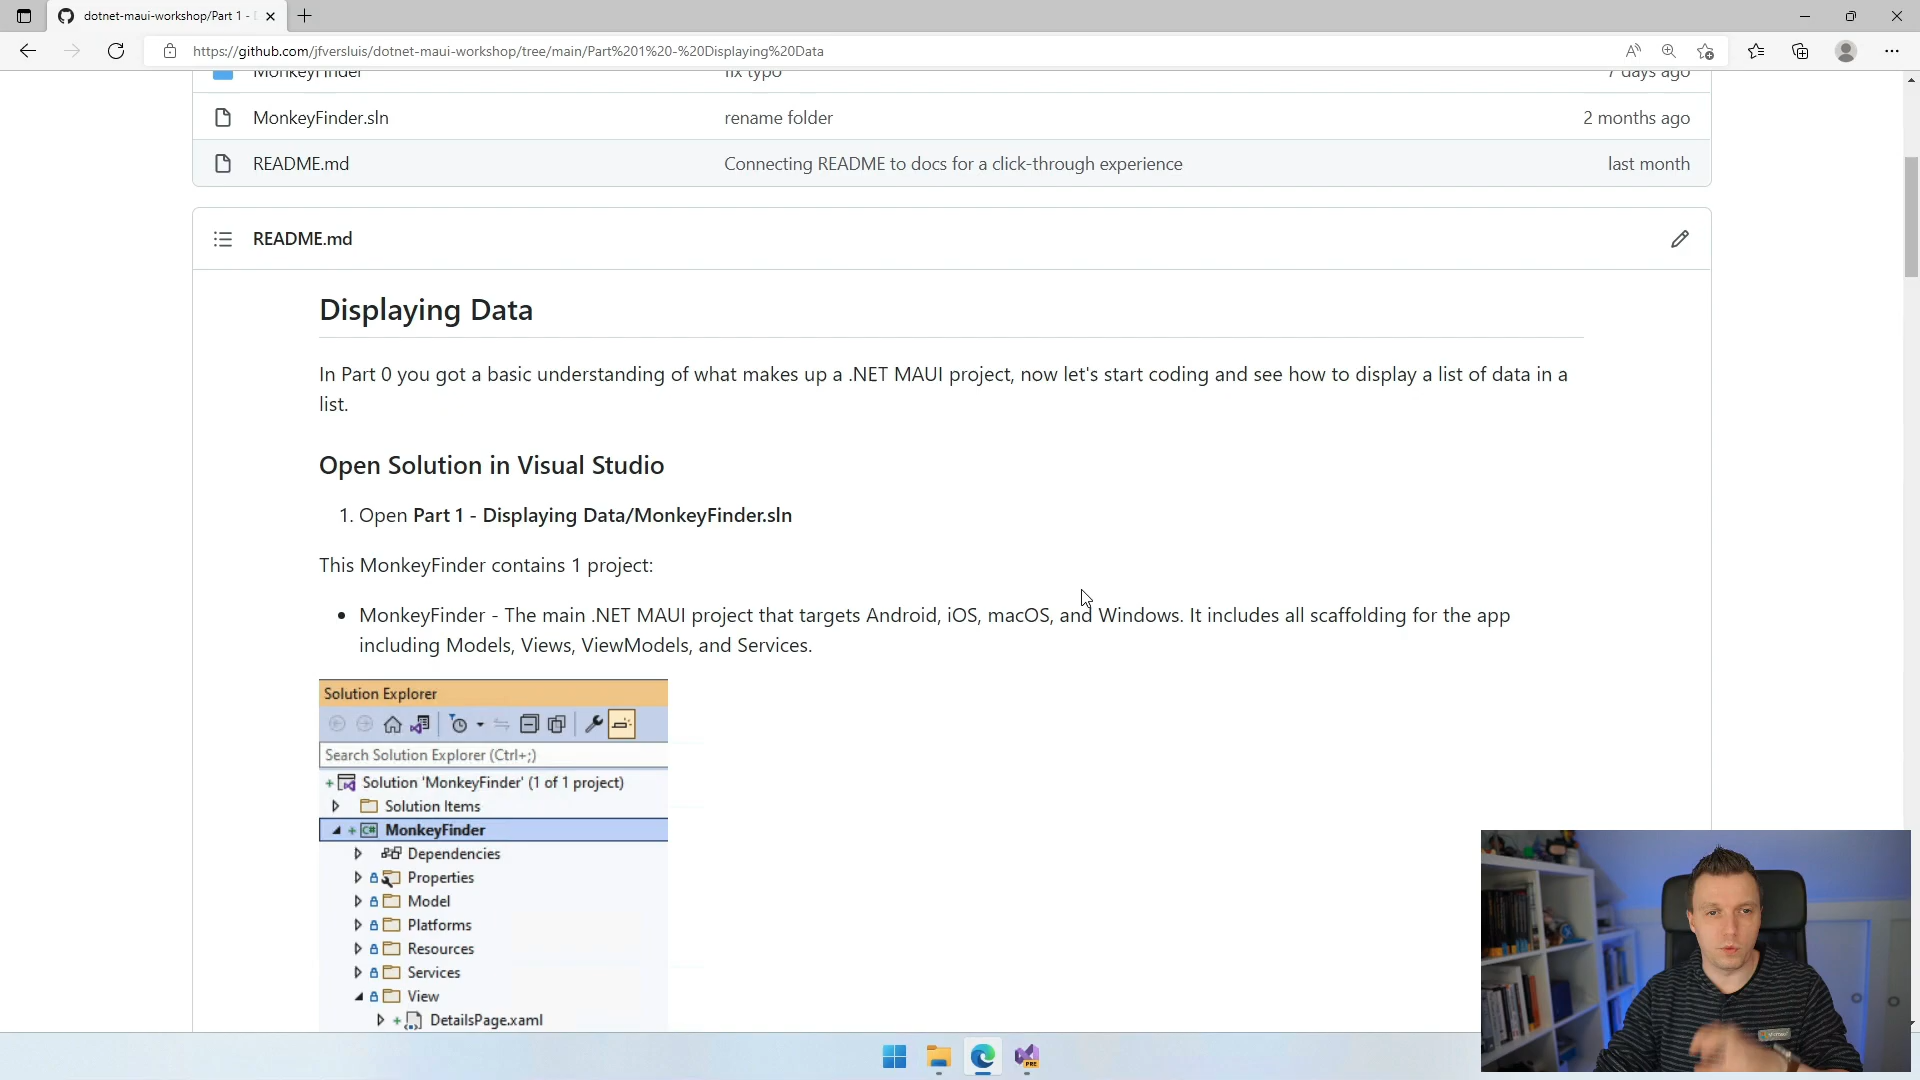 dotnet-maui-workshop/Part 1 -
https://github.com/jfversluis/dotnet-maui-workshop/tree/main/Part%201%20-%20Displaying%20Data
MonkeyFinder fix typo 7 days ago
MonkeyFinder.sln rename folder 2 months ago
README.md Connecting README to docs for a click-through experience last month
README.md
Displaying Data
In Part 0 you got a basic understanding of what makes up a .NET MAUI project, now let's start coding and see how to display a list of data in a
list.
Open Solution in Visual Studio
1. Open Part 1 - Displaying Data/MonkeyFinder.sln
This MonkeyFinder contains 1 project:
• MonkeyFinder - The main .NET MAUI project that targets Android, iOS, macOS, and Windows. It includes all scaffolding for the app
including Models, Views, ViewModels, and Services.
Solution Explorer
Search Solution Explorer (Ctrl+;)
Solution 'MonkeyFinder' (1 of 1 project)
Solution Items
C# MonkeyFinder
Dependencies
Properties
Model
Platforms
Resources
Services
View
DetailsPage.xaml
PRE